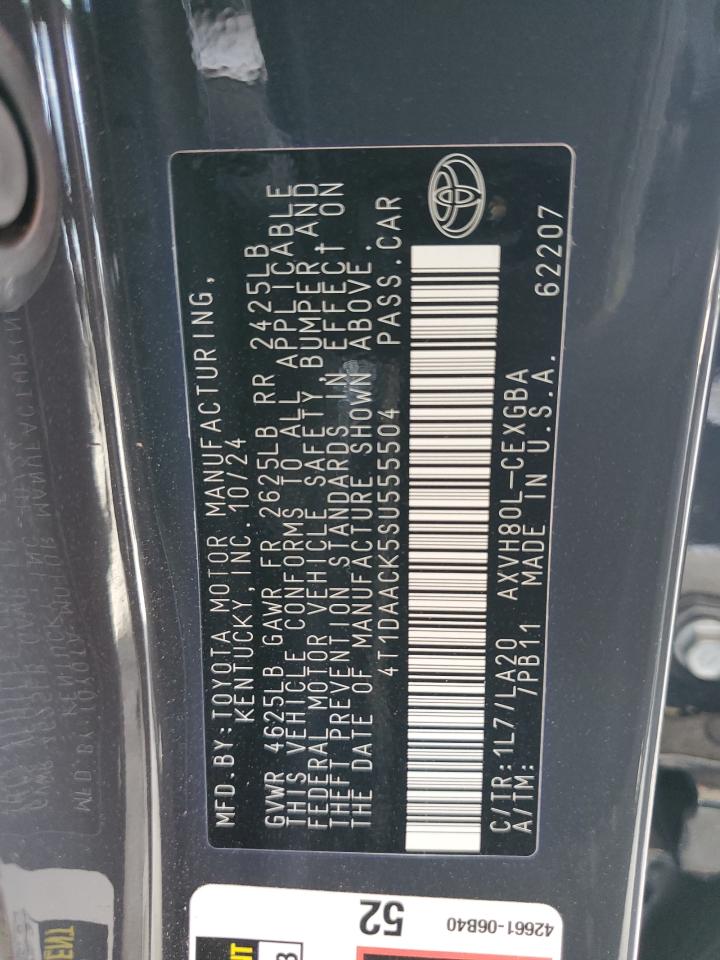 MFD.BY:TOYOTA MOTOR MANUFACTURING,
KENTUCKY, INC. 10/24
GVWR 4625LB GAWR FR 2625LB RR 2425LB
THIS VEHICLE CONFORMS TO ALL APPLICABLE
FEDERAL MOTOR VEHICLE SAFETY, BUMPER, AND
THEFT PREVENTION STANDARDS IN EFFECT ON
THE DATE OF MANUFACTURE SHOWN ABOVE.
4T1DAACK5SU555504 PASS.CAR
C/TR:1L7/LA20 AXVH80L-CEXGBA 62207
A/TM: /PB11 MADE IN U.S.A.
52
42661-06B40